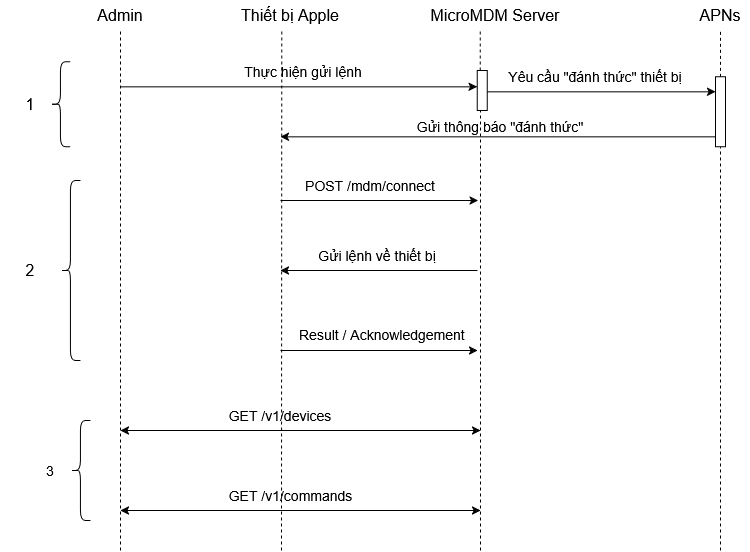 Admin
Thiết bị Apple
MicroMDM Server
APNs
Thực hiện gửi lệnh
Yêu cầu "đánh thức" thiết bị
1
Gửi thông báo "đánh thức"
POST /mdm/connect
2
Gửi lệnh về thiết bị
Result / Acknowledgement
GET /v1/devices
3
GET /v1/commands